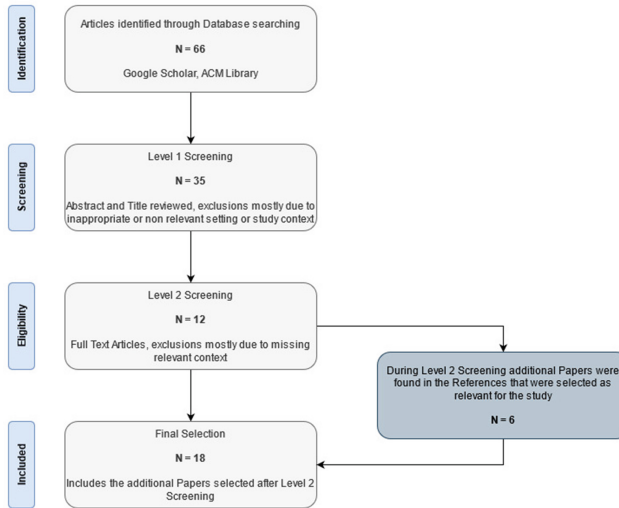 Identification
Articles identified through Database searching
N = 66
Google Scholar, ACM Library
Screening
Level 1 Screening
N = 35
Abstract and Title reviewed, exclusions mostly due to
inappropriate or non relevant setting or study context
Eligibility
Level 2 Screening
N = 12
Full Text Articles, exclusions mostly due to missing
relevant context
During Level 2 Screening additional Papers were
found in the References that were selected as
relevant for the study
N = 6
Included
Final Selection
N = 18
Includes the additional Papers selected after Level 2
Screening